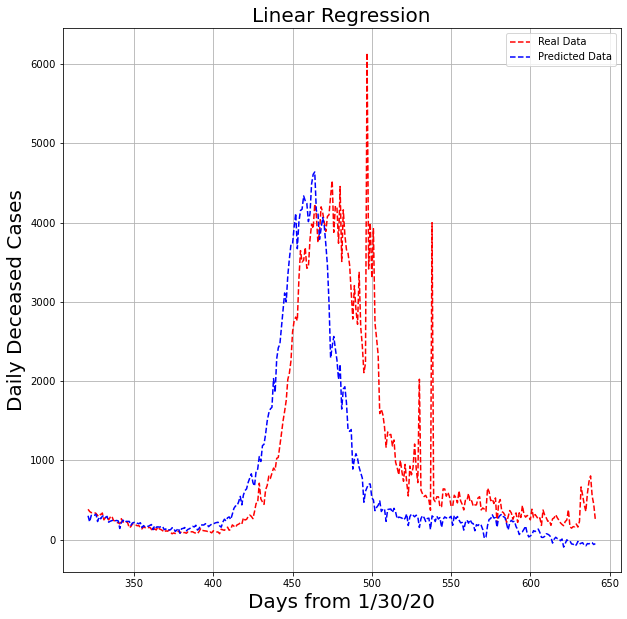 Linear Regression
Real Data
Predicted Data
6000
5000
4000
3000
2000
1000
0
Daily Deceased Cases
350
400
450
500
550
600
650
Days from 1/30/20